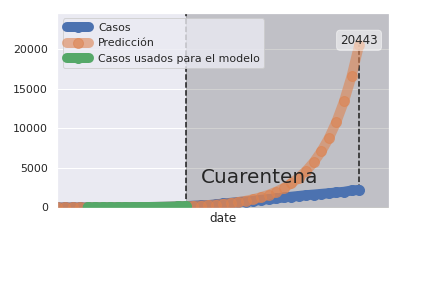 Casos
Predicción
Casos usados para el modelo
20443
20000
15000
10000
5000
0
Cuarentena
date